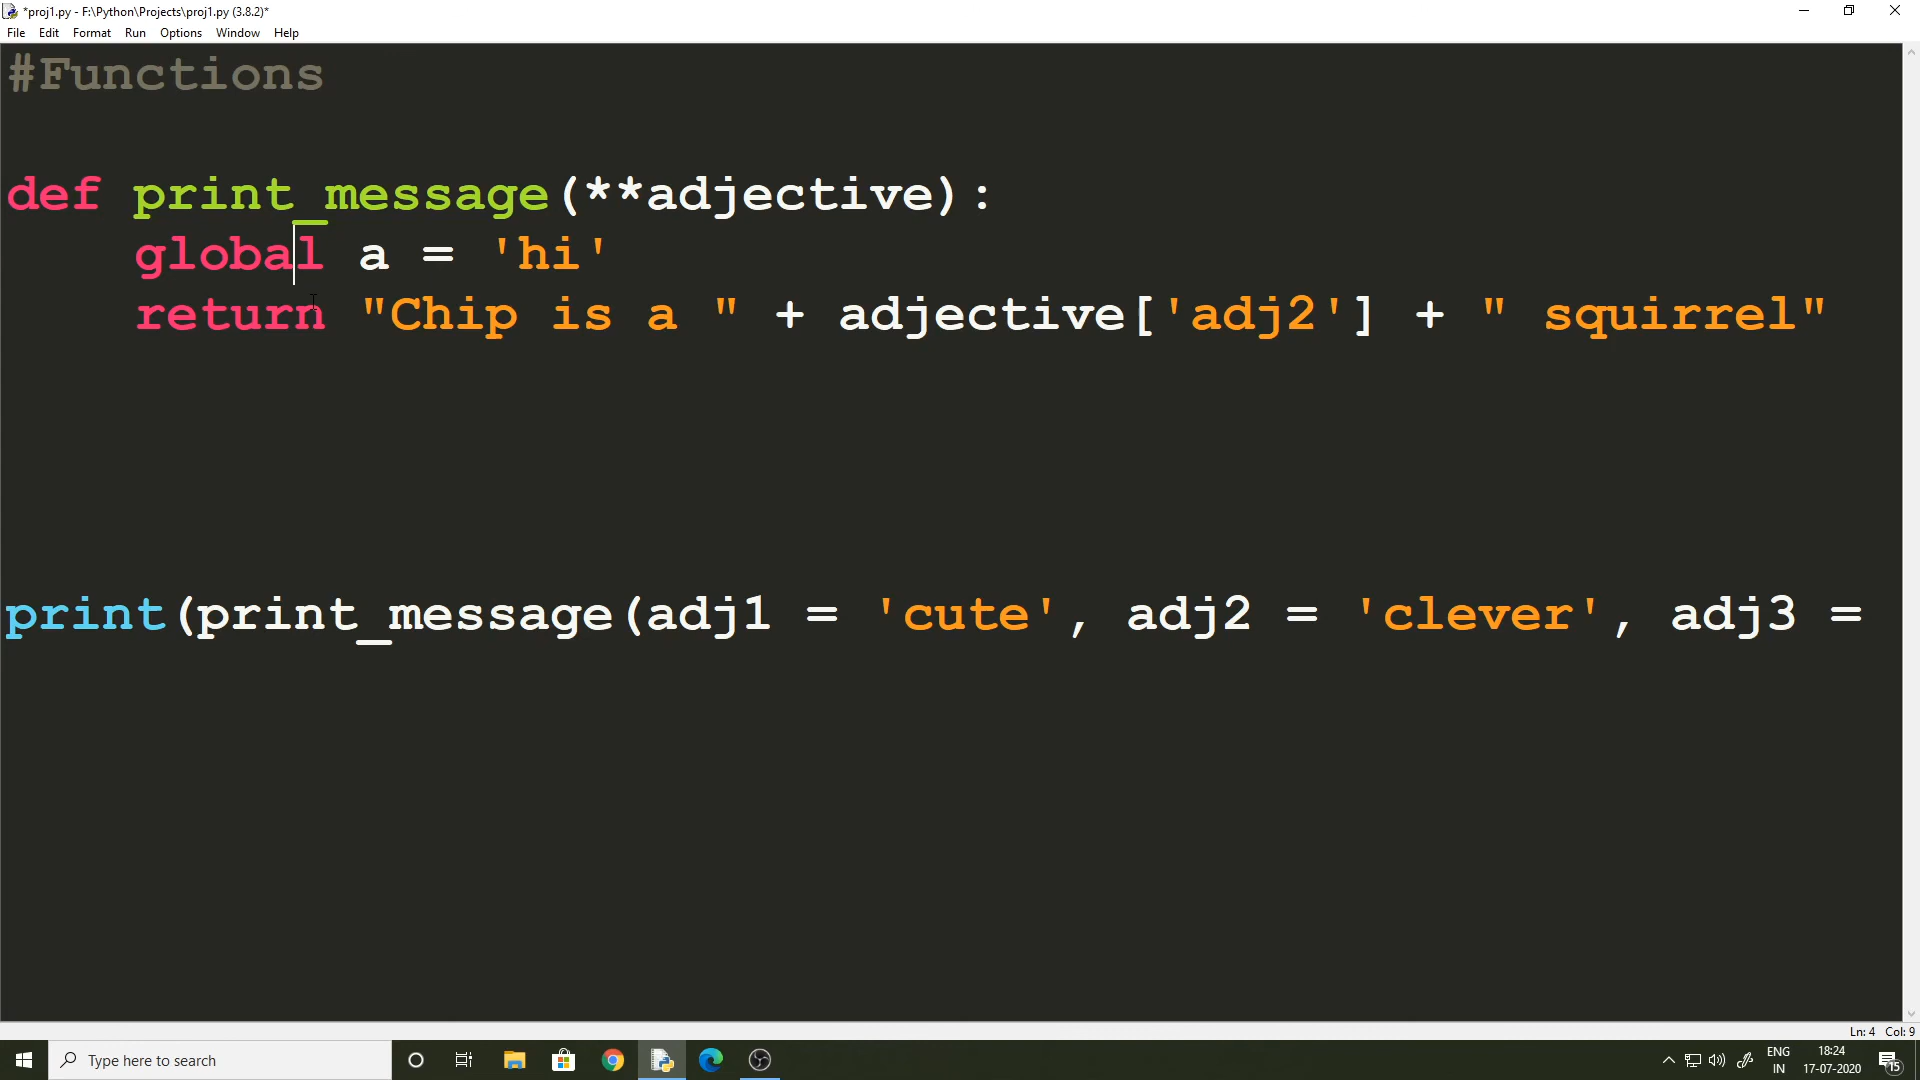 *proj1.py - F:\Python\Projects\proj1.py (3.8.2)*
File Edit Format Run Options Window Help
#Functions
def print_message(**adjective):
    global a = 'hi'
    return "Chip is a " + adjective['adj2'] + " squirrel"
print(print_message(adj1 = 'cute', adj2 = 'clever', adj3 =
Ln: 4 Col: 9
Type here to search
ENG
IN
18:24
17-07-2020
15